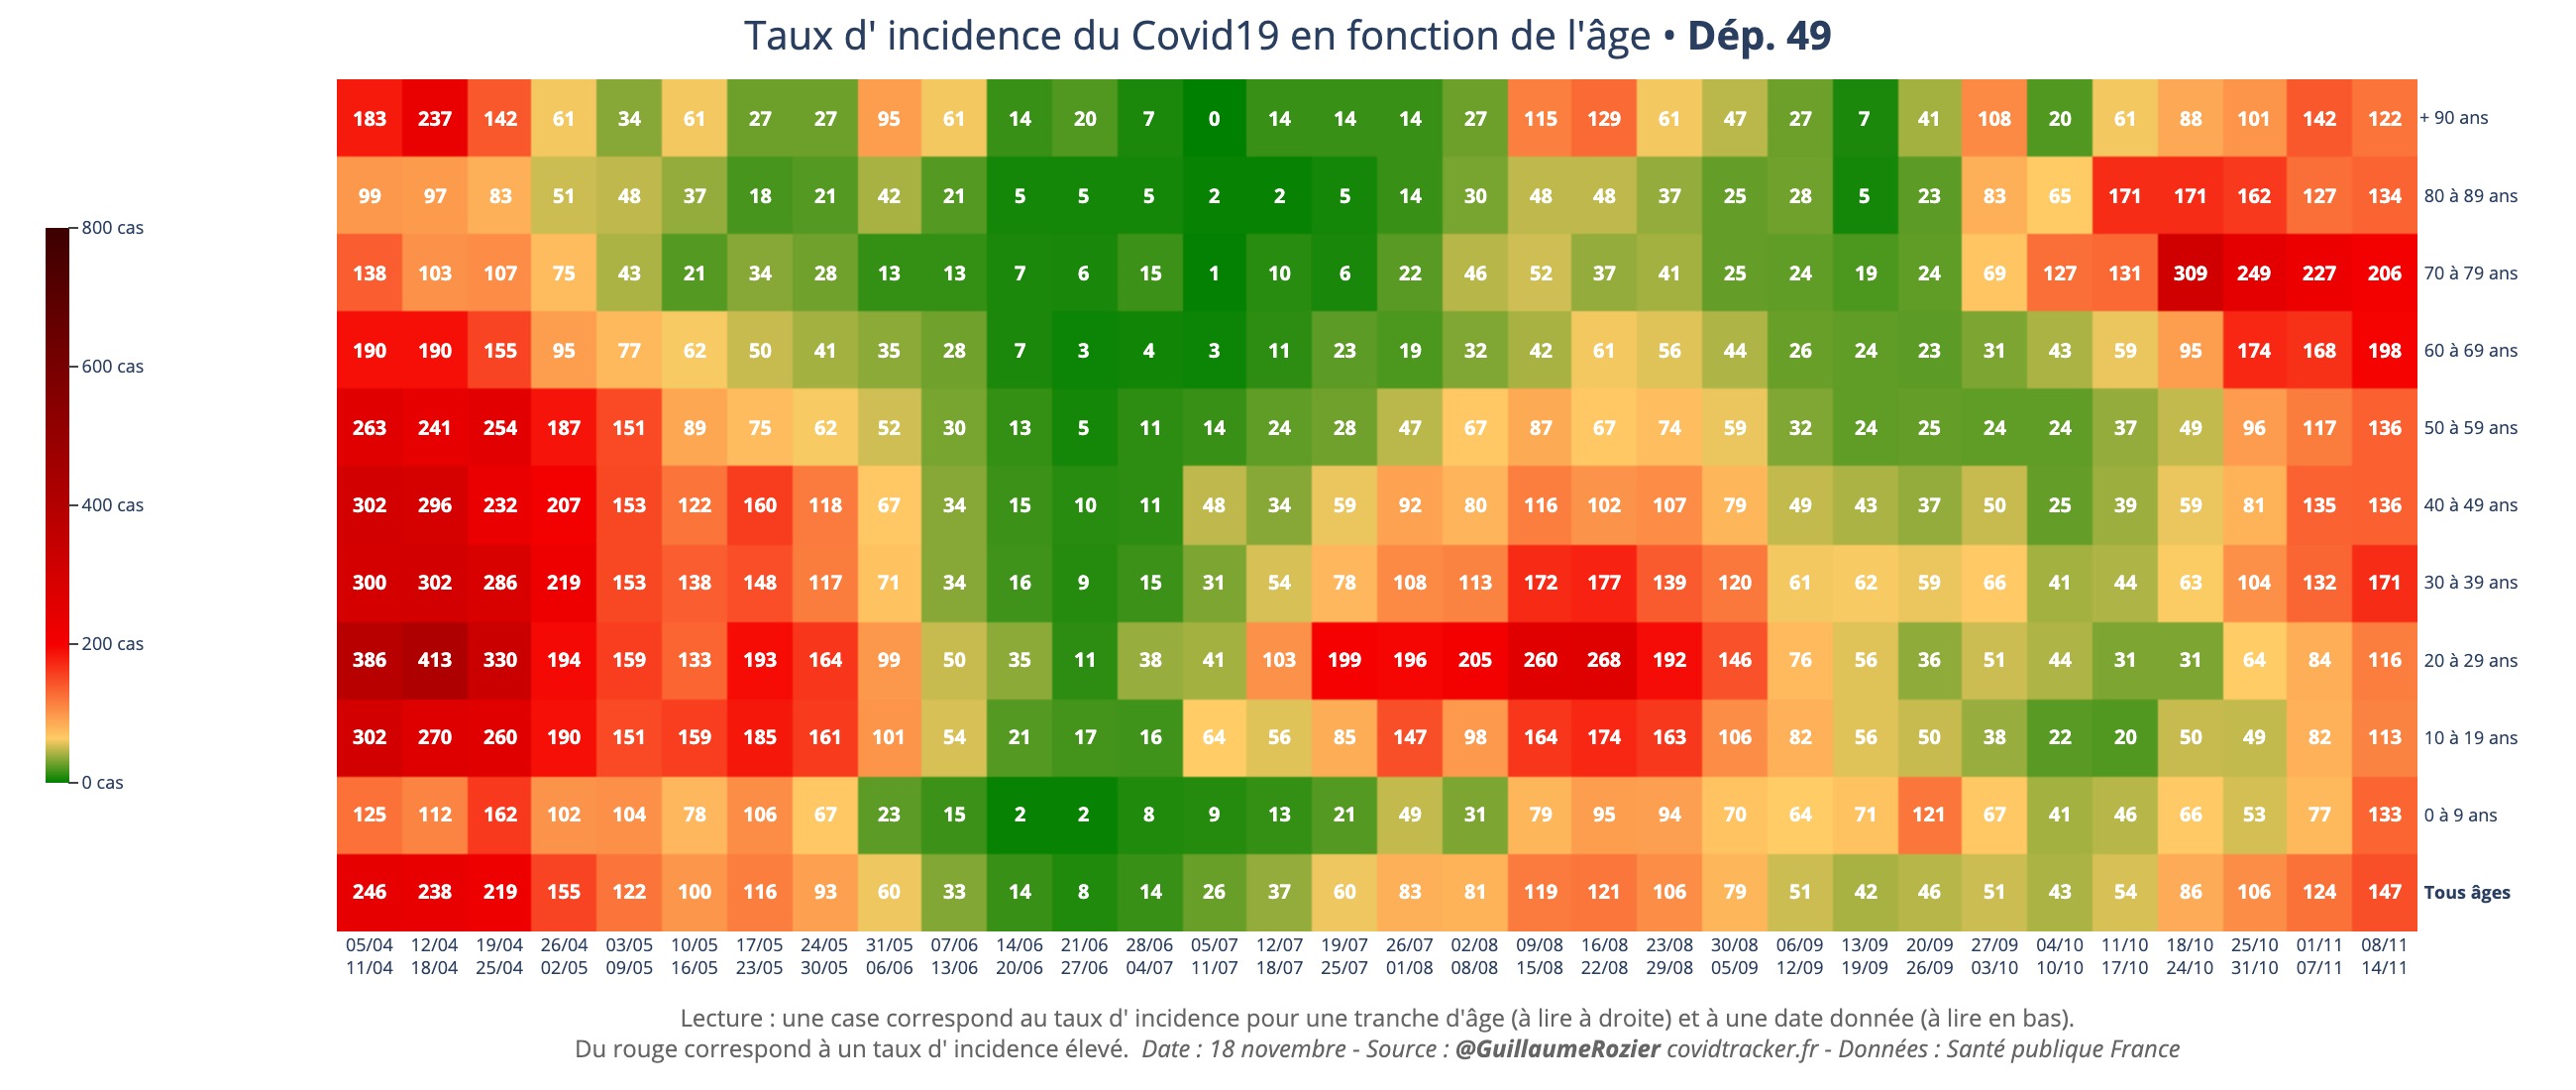 Taux d' incidence du Covid19 en fonction de l'âge • Dép. 49
183 237 142 61 34 61 27 27 95 61 14 20 7 0 14 14 14 27 115 129 61 47 27 7 41 108 20 61 88 101 142 122 + 90 ans
99 97 83 51 48 37 18 21 42 21 5 5 5 2 2 5 14 30 48 48 37 25 28 5 23 83 65 171 171 162 127 134 80 à 89 ans
800 cas
138 103 107 75 43 21 34 28 13 13 7 6 15 1 10 6 22 46 52 37 41 25 24 19 24 69 127 131 309 249 227 206 70 à 79 ans
190 190 155 95 77 62 50 41 35 28 7 3 4 3 11 23 19 32 42 61 56 44 26 24 23 31 43 59 95 174 168 198 60 à 69 ans
600 cas
263 241 254 187 151 89 75 62 52 30 13 5 11 14 24 28 47 67 87 67 74 59 32 24 25 24 24 37 49 96 117 136 50 à 59 ans
400 cas
302 296 232 207 153 122 160 118 67 34 15 10 11 48 34 59 92 80 116 102 107 79 49 43 37 50 25 39 59 81 135 136 40 à 49 ans
300 302 286 219 153 138 148 117 71 34 16 9 15 31 54 78 108 113 172 177 139 120 61 62 59 66 41 44 63 104 132 171 30 à 39 ans
200 cas
386 413 330 194 159 133 193 164 99 50 35 11 38 41 103 199 196 205 260 268 192 146 76 56 36 51 44 31 31 64 84 116 20 à 29 ans
302 270 260 190 151 159 185 161 101 54 21 17 16 64 56 85 147 98 164 174 163 106 82 56 50 38 22 20 50 49 82 113 10 à 19 ans
0 cas
125 112 162 102 104 78 106 67 23 15 2 2 8 9 13 21 49 31 79 95 94 70 64 71 121 67 41 46 66 53 77 133 0 à 9 ans
246 238 219 155 122 100 116 93 60 33 14 8 14 26 37 60 83 81 119 121 106 79 51 42 46 51 43 54 86 106 124 147 Tous âges
05/04 12/04 19/04 26/04 03/05 10/05 17/05 24/05 31/05 07/06 14/06 21/06 28/06 05/07 12/07 19/07 26/07 02/08 09/08 16/08 23/08 30/08 06/09 13/09 20/09 27/09 04/10 11/10 18/10 25/10 01/11 08/11
11/04 18/04 25/04 02/05 09/05 16/05 23/05 30/05 06/06 13/06 20/06 27/06 04/07 11/07 18/07 25/07 01/08 08/08 15/08 22/08 29/08 05/09 12/09 19/09 26/09 03/10 10/10 17/10 24/10 31/10 07/11 14/11
Lecture : une case correspond au taux d' incidence pour une tranche d'âge (à lire à droite) et à une date donnée (à lire en bas).
Du rouge correspond à un taux d' incidence élevé. Date : 18 novembre - Source : @GuillaumeRozier covidtracker.fr - Données : Santé publique France